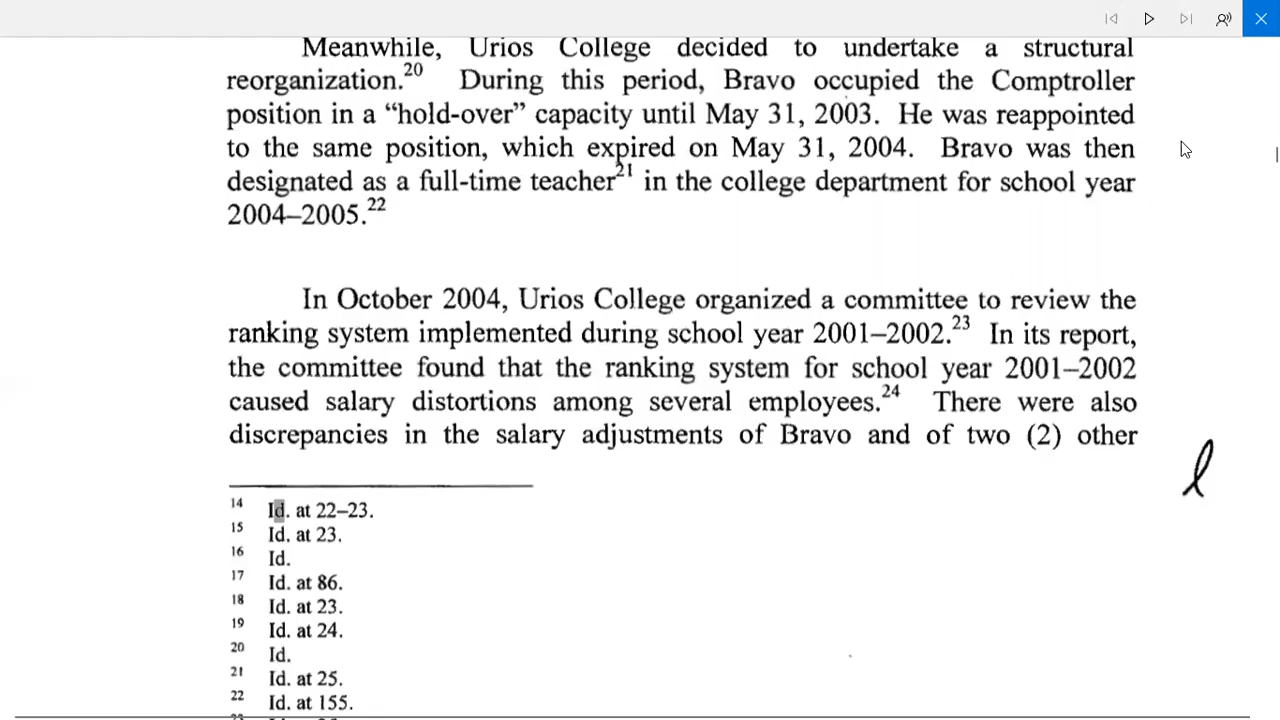 Meanwhile, Urios College decided to undertake a structural
reorganization.20 During this period, Bravo occupied the Comptroller
position in a “hold-over” capacity until May 31, 2003. He was reappointed
to the same position, which expired on May 31, 2004. Bravo was then
designated as a full-time teacher21 in the college department for school year
2004–2005.22
In October 2004, Urios College organized a committee to review the
ranking system implemented during school year 2001–2002.23 In its report,
the committee found that the ranking system for school year 2001–2002
caused salary distortions among several employees.24 There were also
discrepancies in the salary adjustments of Bravo and of two (2) other
l
14 Id. at 22–23.
15 Id. at 23.
16 Id.
17 Id. at 86.
18 Id. at 23.
19 Id. at 24.
20 Id.
21 Id. at 25.
22 Id. at 155.